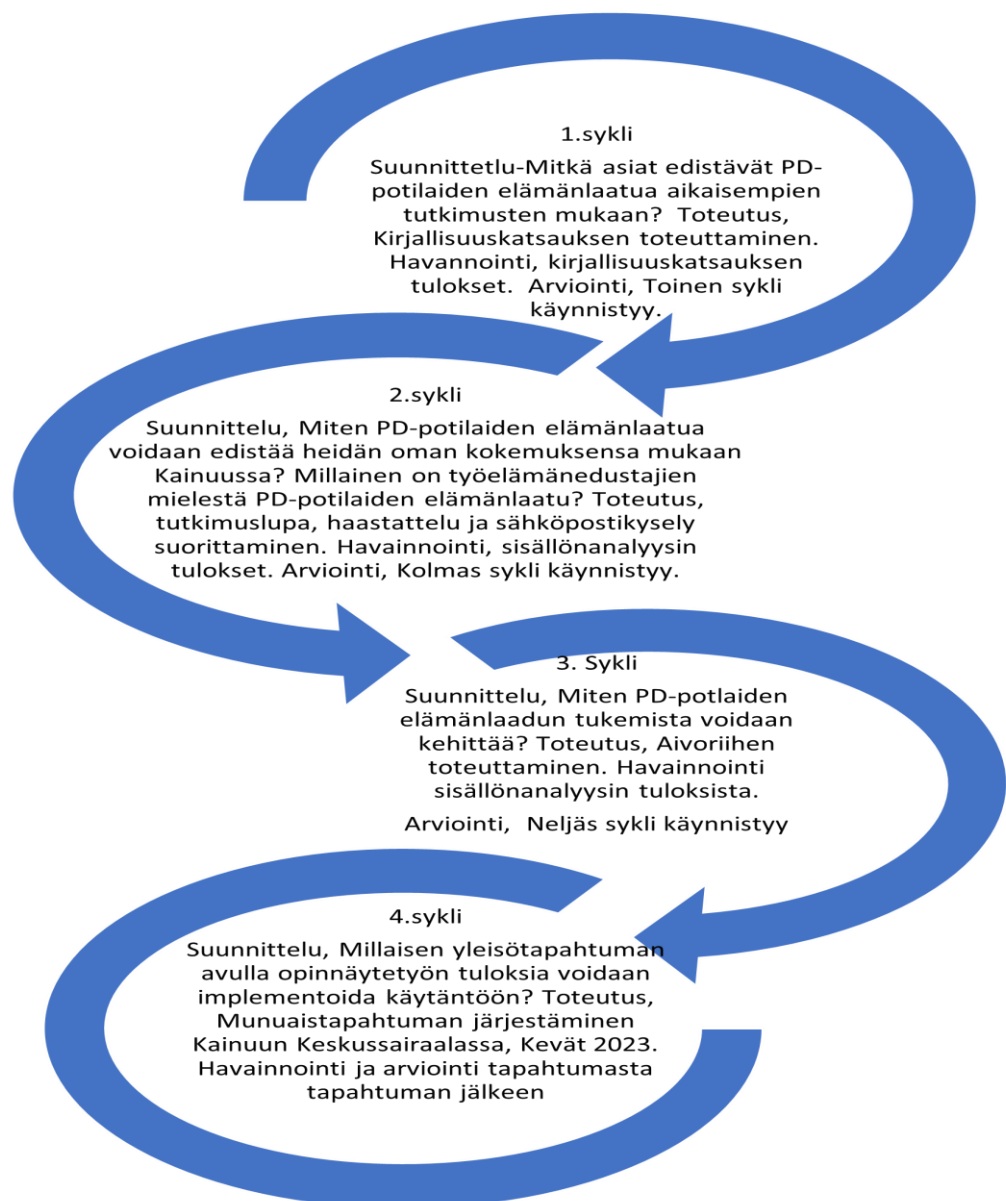 1.sykli
Suunnittetlu-Mitkä asiat edistävät PD-
potilaiden elämänlaatua aikaisempien
tutkimusten mukaan?  Toteutus,
Kirjallisuuskatsauksen toteuttaminen.
Havannointi, kirjallisuuskatsauksen
tulokset.  Arviointi, Toinen sykli
käynnistyy.
2.sykli
Suunnittelu, Miten PD-potilaiden elämänlaatua
voidaan edistää heidän oman kokemuksensa mukaan
Kainuussa? Millainen on työelämänedustajien
mielestä PD-potilaiden elämänlaatu? Toteutus,
tutkimuslupa, haastattelu ja sähköpostikysely
suorittaminen. Havainnointi, sisällönanalyysin
tulokset. Arviointi, Kolmas sykli käynnistyy.
3. Sykli
Suunnittelu, Miten PD-potlaiden
elämänlaadun tukemista voidaan
kehittää? Toteutus, Aivoriihen
toteuttaminen. Havainnointi
sisällönanalyysin tuloksista.
Arviointi,  Neljäs sykli käynnistyy
4.sykli
Suunnittelu, Millaisen yleisötapahtuman
avulla opinnäytetyön tuloksia voidaan
implementoida käytäntöön? Toteutus,
Munuaistapahtuman järjestäminen
Kainuun Keskussairaalassa, Kevät 2023.
Havainnointi ja arviointi tapahtumasta
tapahtuman jälkeen